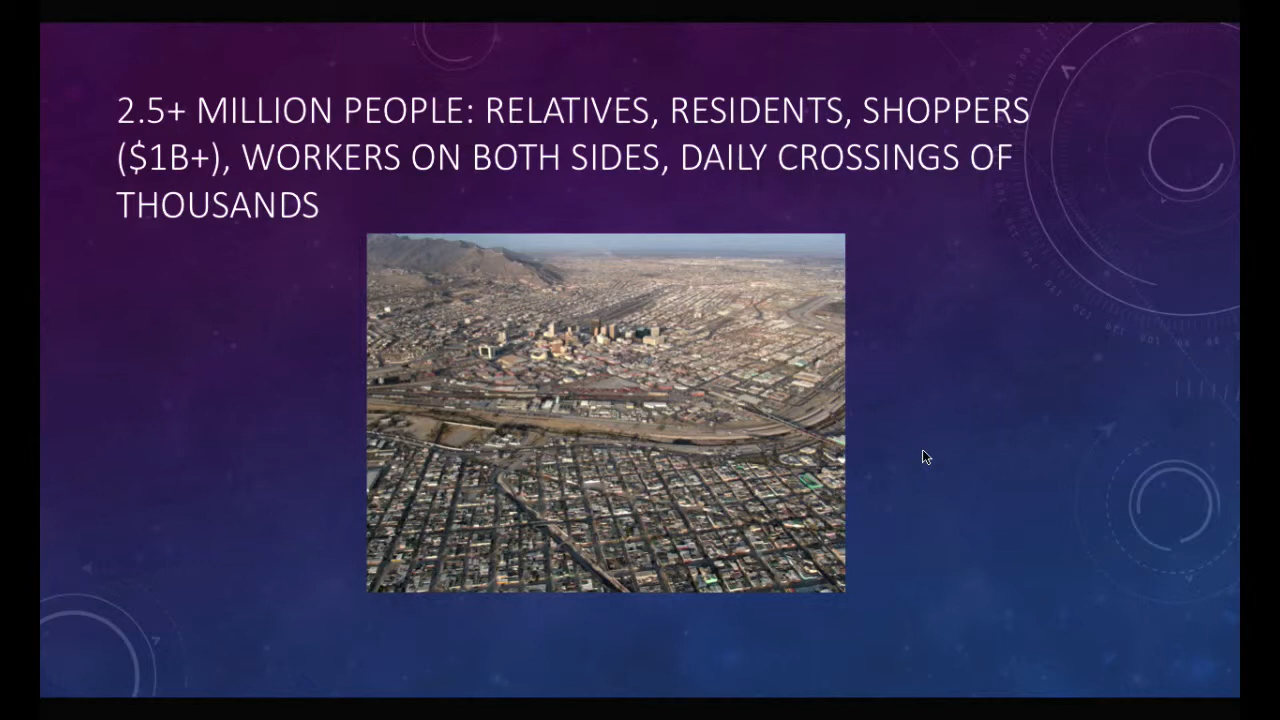 2.5+ MILLION PEOPLE: RELATIVES, RESIDENTS, SHOPPERS
($1B+), WORKERS ON BOTH SIDES, DAILY CROSSINGS OF
THOUSANDS